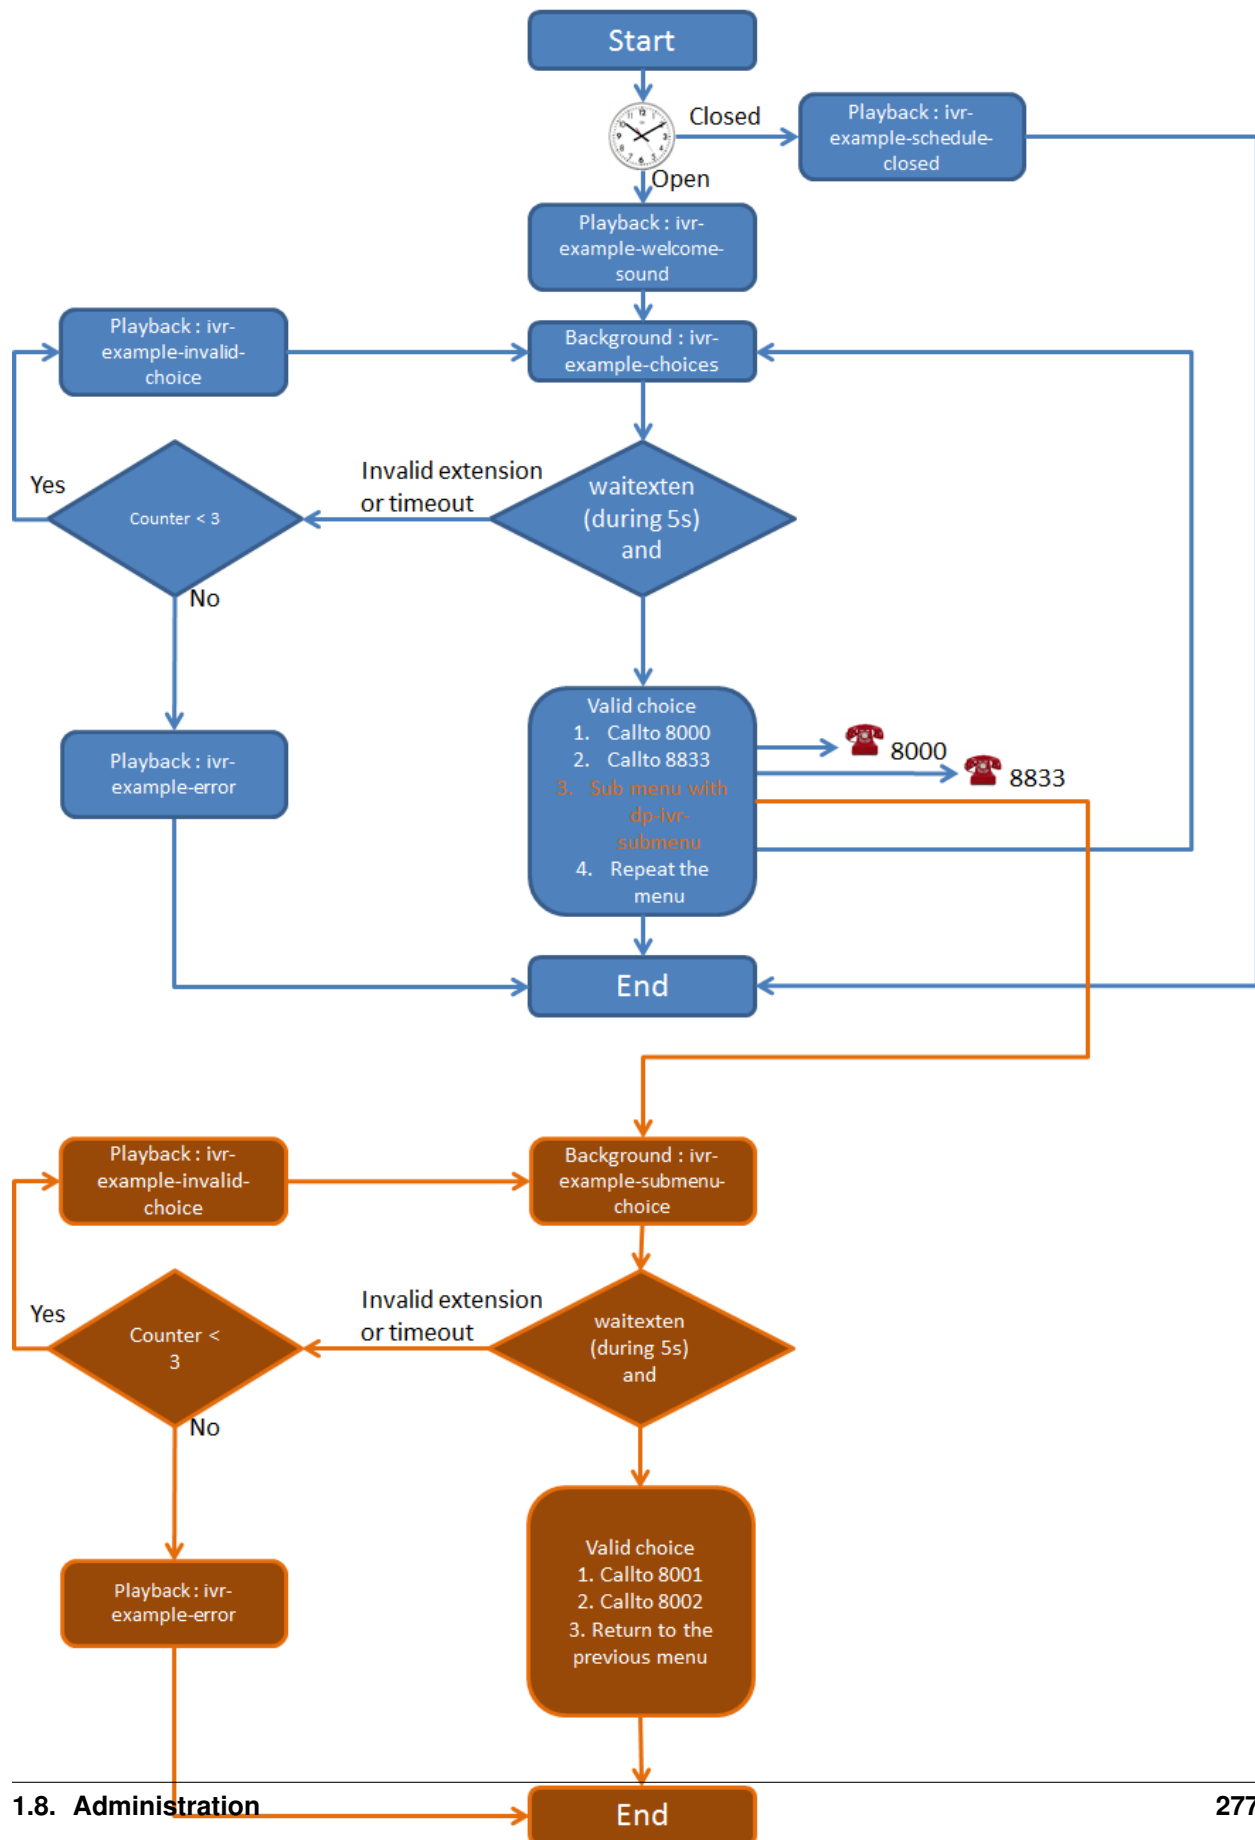 Start
Closed
Playback : ivr-
example-schedule-
closed
Open
Playback : ivr-
example-welcome-
sound
Playback : ivr-
example-invalid-
choice
Background : ivr-
example-choices
Yes
Counter < 3
Invalid extension
or timeout
waitexten
(during 5s)
and
No
Playback : ivr-
example-error
Valid choice
1. Callto 8000
2. Callto 8833
3. Sub menu with
dp-ivr-
submenu
4. Repeat the
menu
8000
8833
End
Playback : ivr-
example-invalid-
choice
Background : ivr-
example-submenu-
choice
Yes
Counter <
3
Invalid extension
or timeout
waitexten
(during 5s)
and
No
Playback : ivr-
example-error
Valid choice
1. Callto 8001
2. Callto 8002
3. Return to the
previous menu
End
1.8. Administration
277